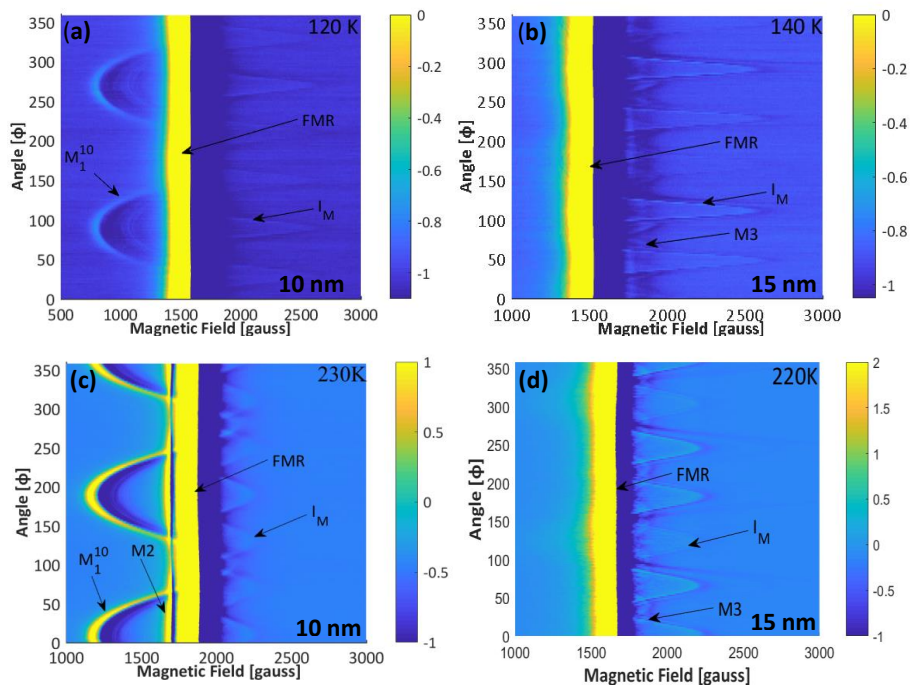 (a)
120 K
350
300
250
200
150
100
50
0
Angle [ϕ]
M₁¹⁰
FMR
I_M
10 nm
500
1000
1500
2000
2500
3000
Magnetic Field [gauss]
0
-0.2
-0.4
-0.6
-0.8
-1
(b)
140 K
350
300
250
200
150
100
50
0
Angle [ϕ]
FMR
I_M
M3
15 nm
1000
1500
2000
2500
3000
Magnetic Field [gauss]
0
-0.2
-0.4
-0.6
-0.8
-1
(c)
230K
350
300
250
200
150
100
50
0
Angle [ϕ]
FMR
I_M
M₁¹⁰
M2
10 nm
1000
1500
2000
2500
3000
Magnetic Field [gauss]
1
0.5
0
-0.5
-1
(d)
220K
350
300
250
200
150
100
50
0
Angle [ϕ]
FMR
I_M
M3
15 nm
1000
1500
2000
2500
3000
Magnetic Field [gauss]
2
1.5
1
0.5
0
-0.5
-1